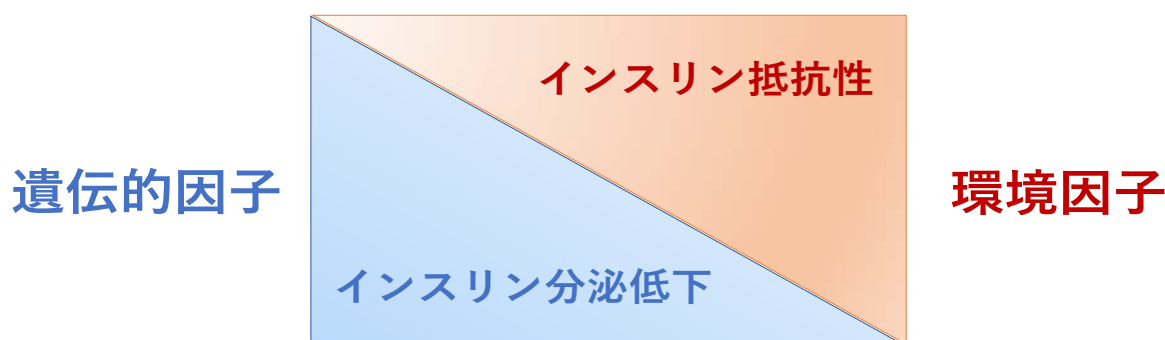 インスリン抵抗性
遺伝的因子
環境因子
インスリン分泌低下